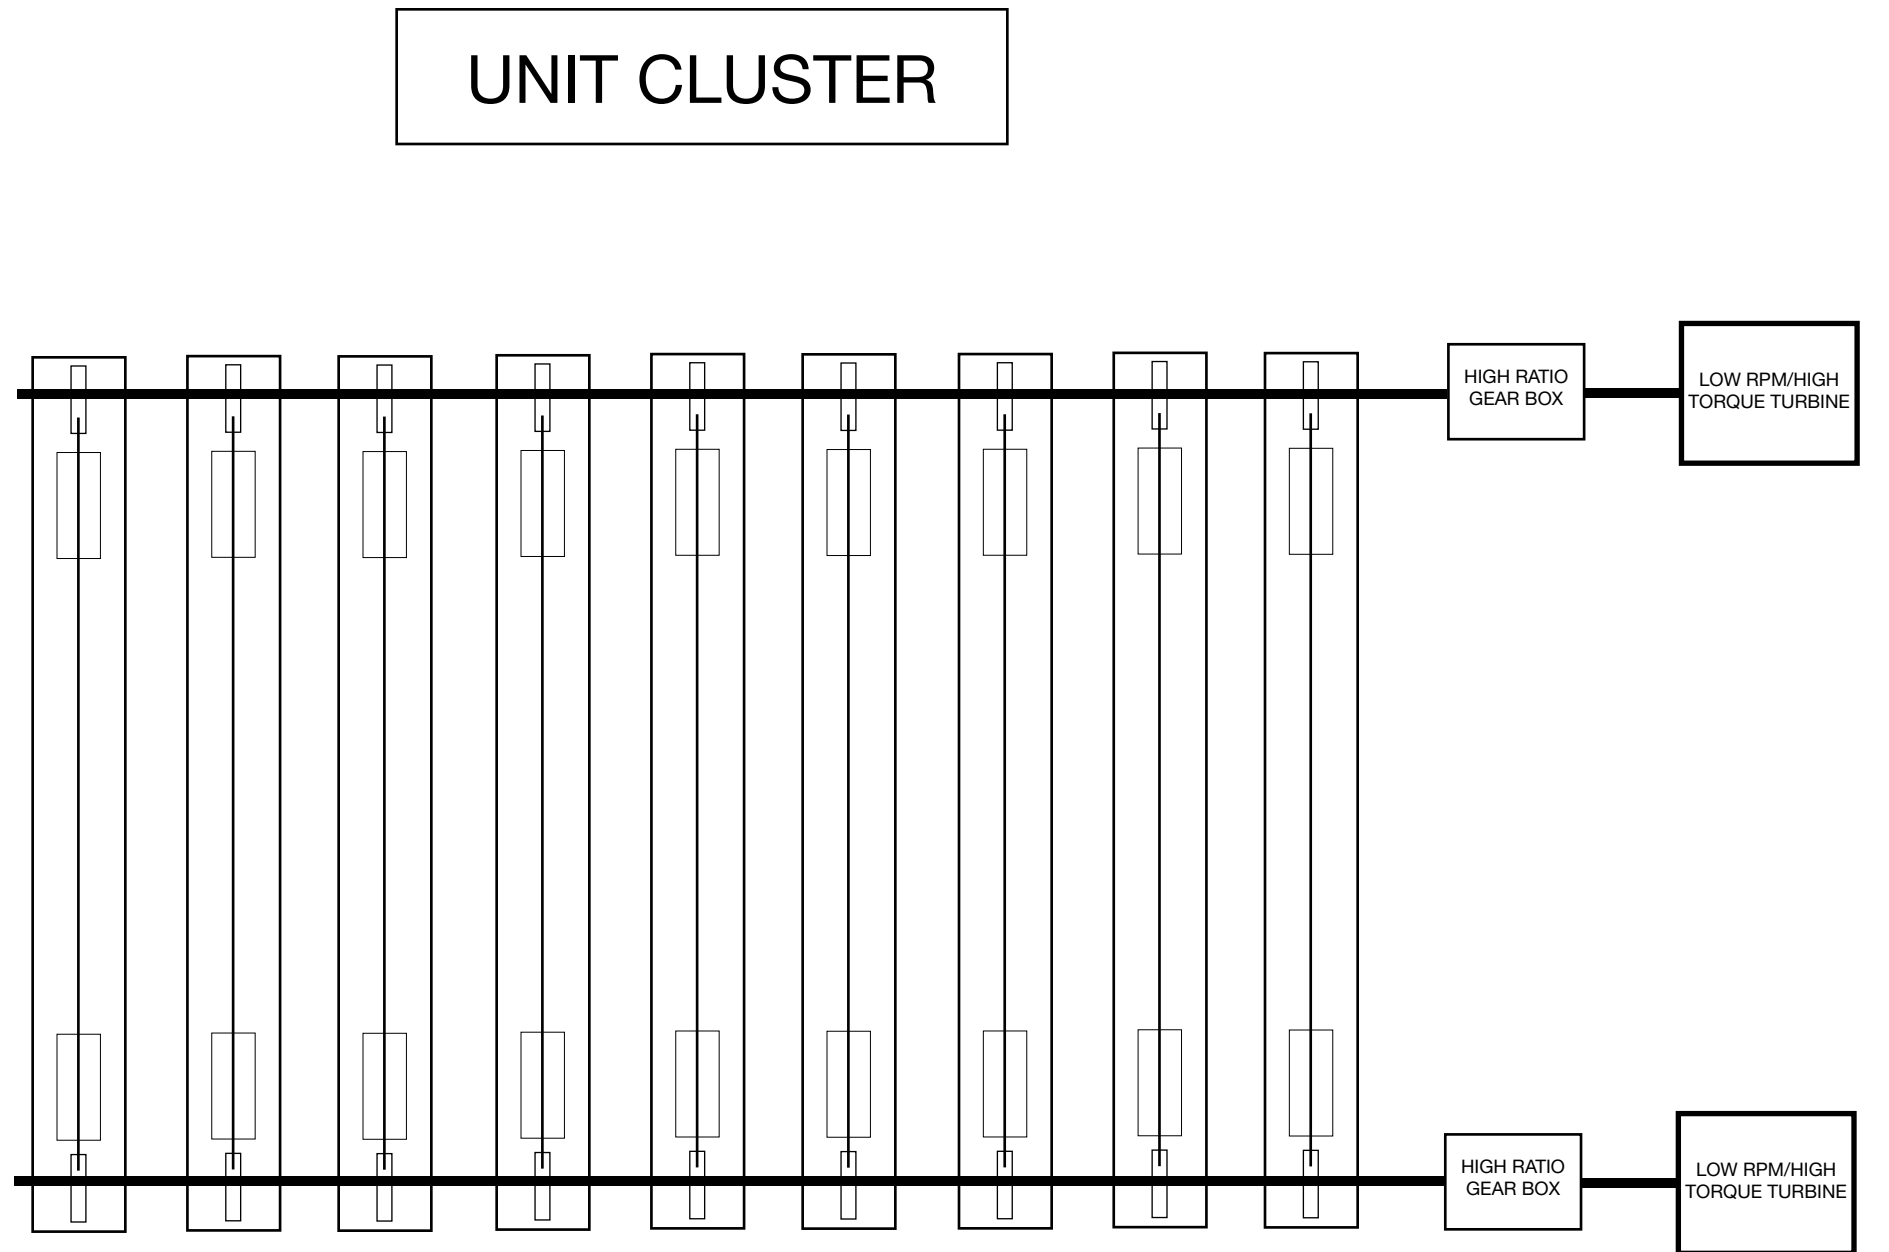 UNIT CLUSTER
HIGH RATIO
GEAR BOX
LOW RPM/HIGH
TORQUE TURBINE
HIGH RATIO
GEAR BOX
LOW RPM/HIGH
TORQUE TURBINE